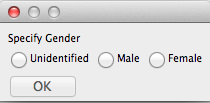 Specify Gender
Unidentified Male Female
OK